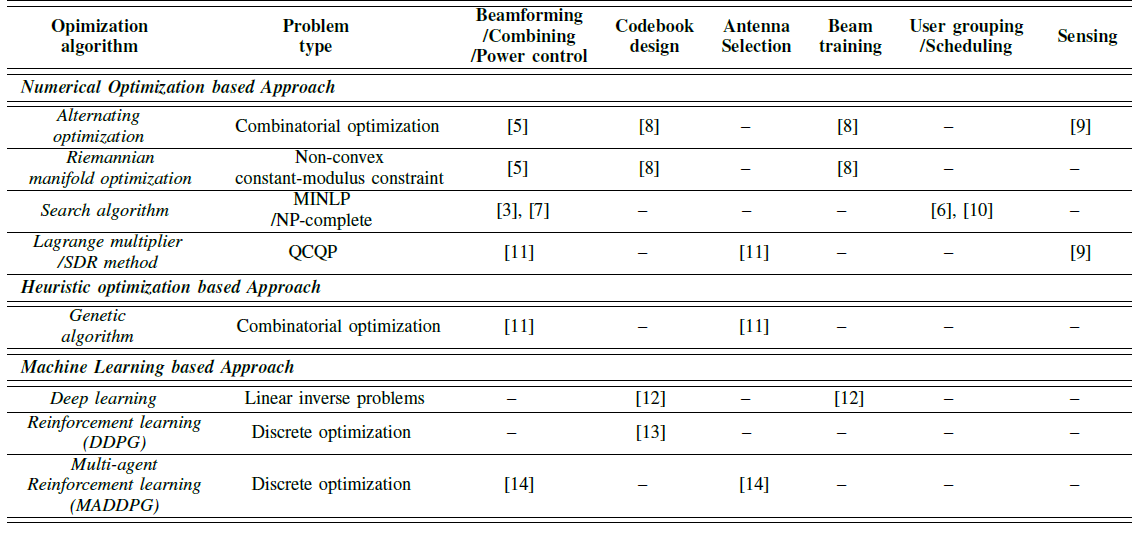 Opimization algorithm | Problem type | Beamforming /Combining /Power control | Codebook design | Antenna Selection | Beam training | User grouping /Scheduling | Sensing
Numerical Optimization based Approach
Alternating optimization | Combinatorial optimization | [5] | [8] | – | [8] | – | [9]
Riemannian manifold optimization | Non-convex constant-modulus constraint | [5] | [8] | – | [8] | – | –
Search algorithm | MINLP /NP-complete | [3], [7] | – | – | – | [6], [10] | –
Lagrange multiplier /SDR method | QCQP | [11] | – | [11] | – | – | [9]
Heuristic optimization based Approach
Genetic algorithm | Combinatorial optimization | [11] | – | [11] | – | – | –
Machine Learning based Approach
Deep learning | Linear inverse problems | – | [12] | – | [12] | – | –
Reinforcement learning (DDPG) | Discrete optimization | – | [13] | – | – | – | –
Multi-agent Reinforcement learning (MADDPG) | Discrete optimization | [14] | – | [14] | – | – | –